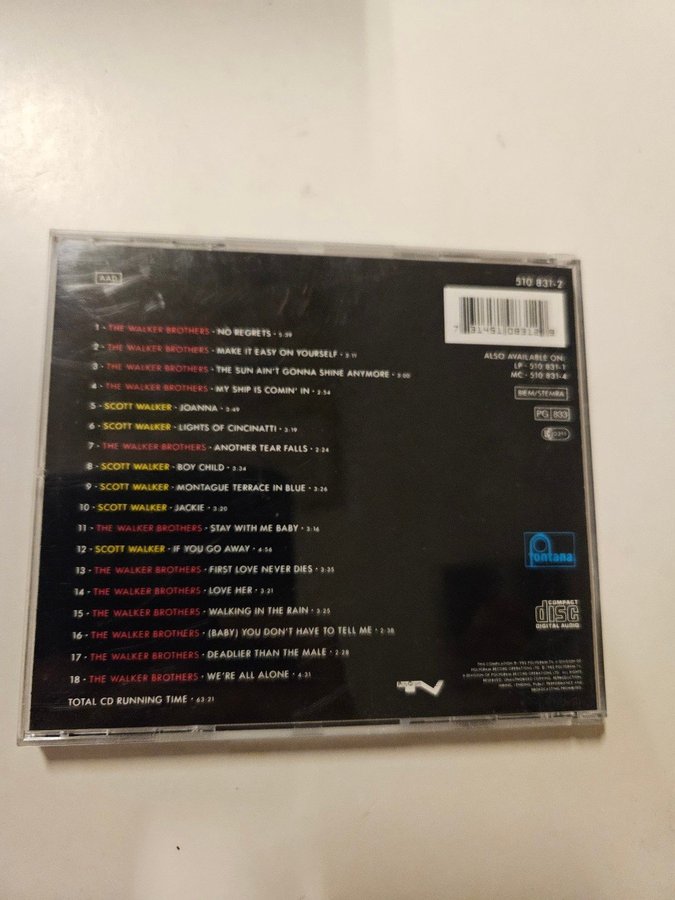 AAD
510 831-2
7 31451 08312 9
ALSO AVAILABLE ON:
LP · 510 831-1
MC · 510 831-4
BIEM/STEMRA
PG 833
1 · THE WALKER BROTHERS · NO REGRETS · 5:39
2 · THE WALKER BROTHERS · MAKE IT EASY ON YOURSELF · 3:11
3 · THE WALKER BROTHERS · THE SUN AIN'T GONNA SHINE ANYMORE · 3:00
4 · THE WALKER BROTHERS · MY SHIP IS COMIN' IN · 2:54
5 · SCOTT WALKER · JOANNA · 3:49
6 · SCOTT WALKER · LIGHTS OF CINCINATTI · 3:19
7 · THE WALKER BROTHERS · ANOTHER TEAR FALLS · 2:24
8 · SCOTT WALKER · BOY CHILD · 3:34
9 · SCOTT WALKER · MONTAGUE TERRACE IN BLUE · 3:26
10 · SCOTT WALKER · JACKIE · 3:20
11 · THE WALKER BROTHERS · STAY WITH ME BABY · 3:16
12 · SCOTT WALKER · IF YOU GO AWAY · 4:56
13 · THE WALKER BROTHERS · FIRST LOVE NEVER DIES · 3:35
14 · THE WALKER BROTHERS · LOVE HER · 3:21
15 · THE WALKER BROTHERS · WALKING IN THE RAIN · 3:25
16 · THE WALKER BROTHERS · (BABY) YOU DON'T HAVE TO TELL ME · 2:38
17 · THE WALKER BROTHERS · DEADLIER THAN THE MALE · 2:28
18 · THE WALKER BROTHERS · WE'RE ALL ALONE · 4:31
TOTAL CD RUNNING TIME · 63:21
fontana
COMPACT
disc
DIGITAL AUDIO
TV